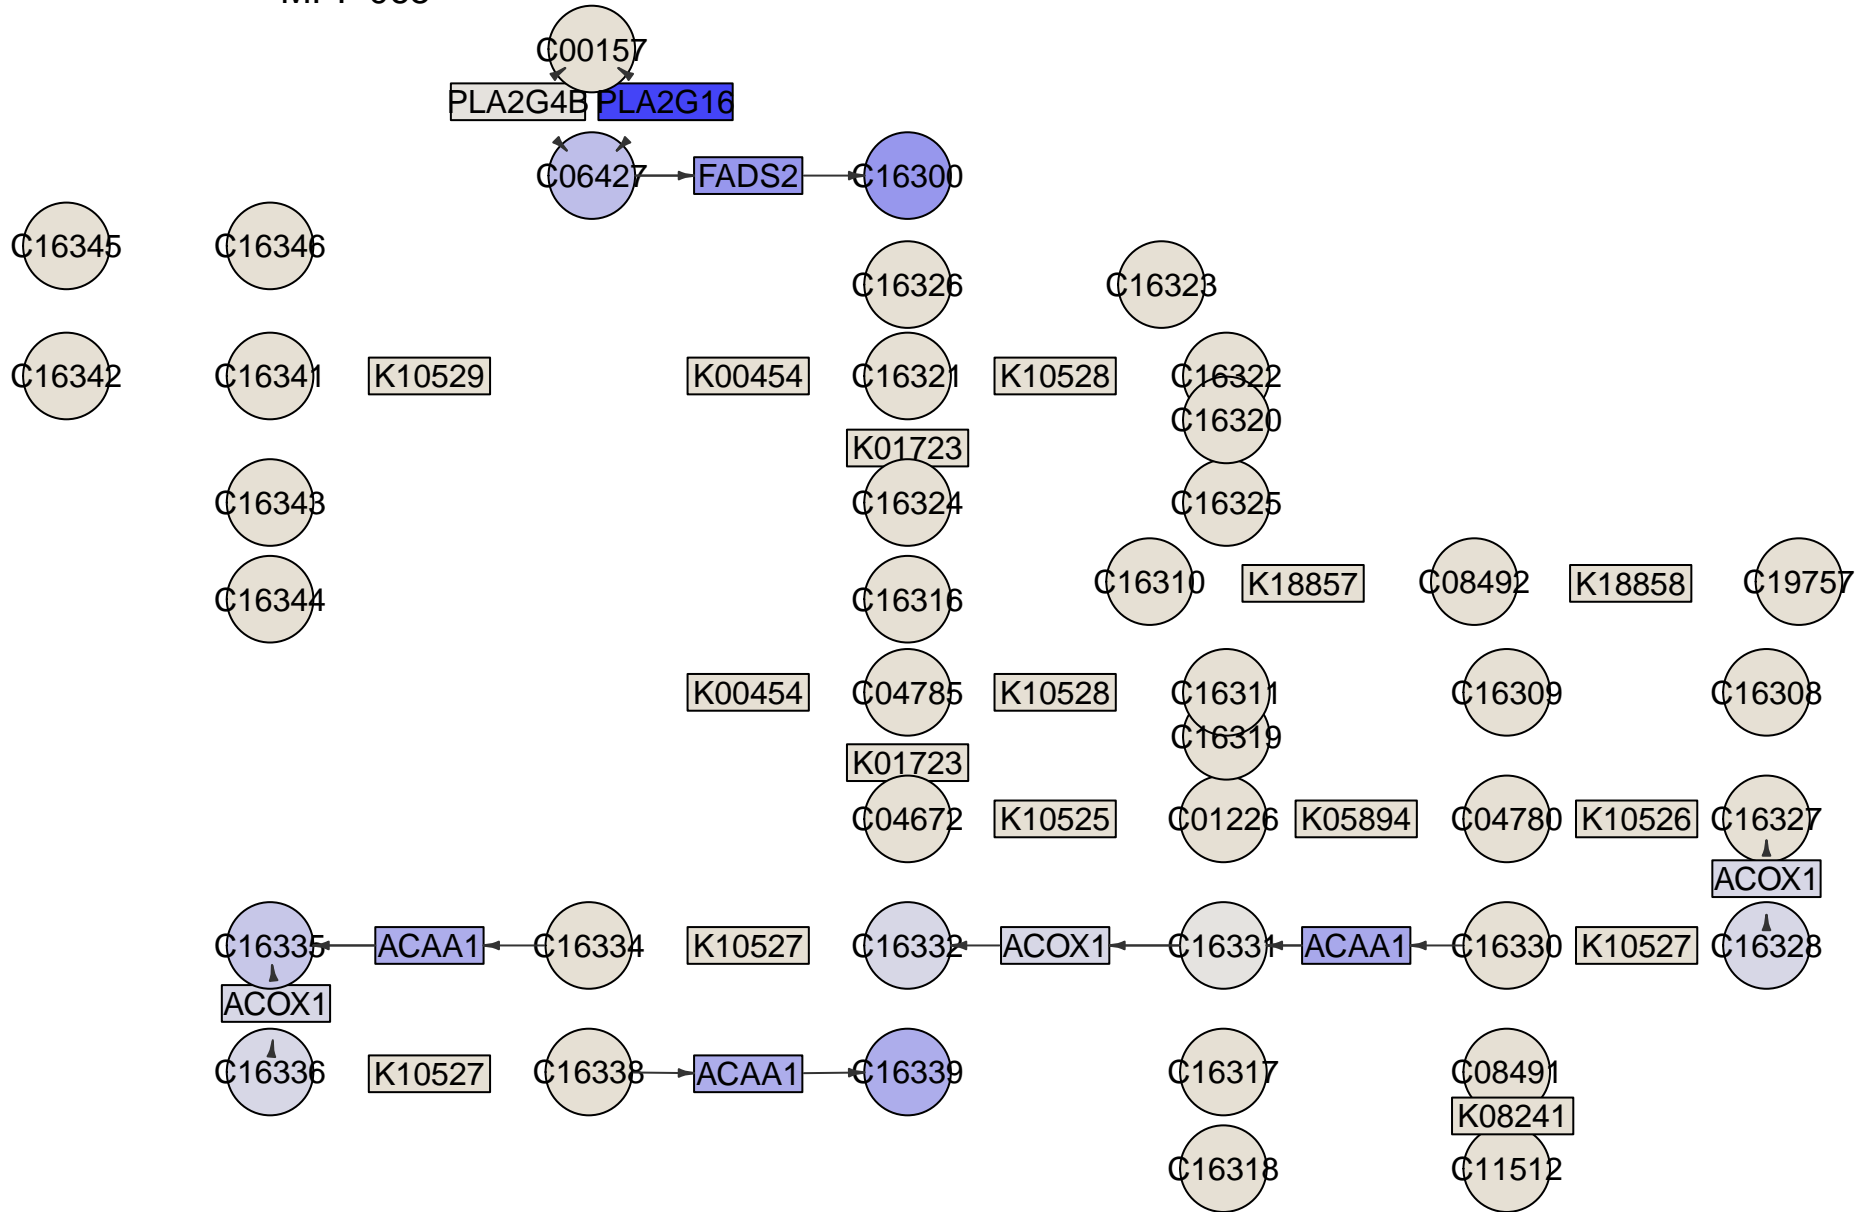 C00157
PLA2G4B PLA2G16
C06427 FADS2 C16300
C16345 C16346
C16326 C16323
C16342 C16341 K10529 K00454 C16321 K10528 C16322
C16320
K01723
C16343 C16324 C16325
C16310 K18857 C08492 K18858 C19757
C16344 C16316
K00454 C04785 K10528 C16311 C16309 C16308
C16319
K01723
C04672 K10525 C01226 K05894 C04780 K10526 C16327
ACOX1
C16335 ACAA1 C16334 K10527 C16332 ACOX1 C16331 ACAA1 C16330 K10527 C16328
ACOX1
C16336 K10527 C16338 ACAA1 C16339 C16317 C08491
K08241
C16318 C11512